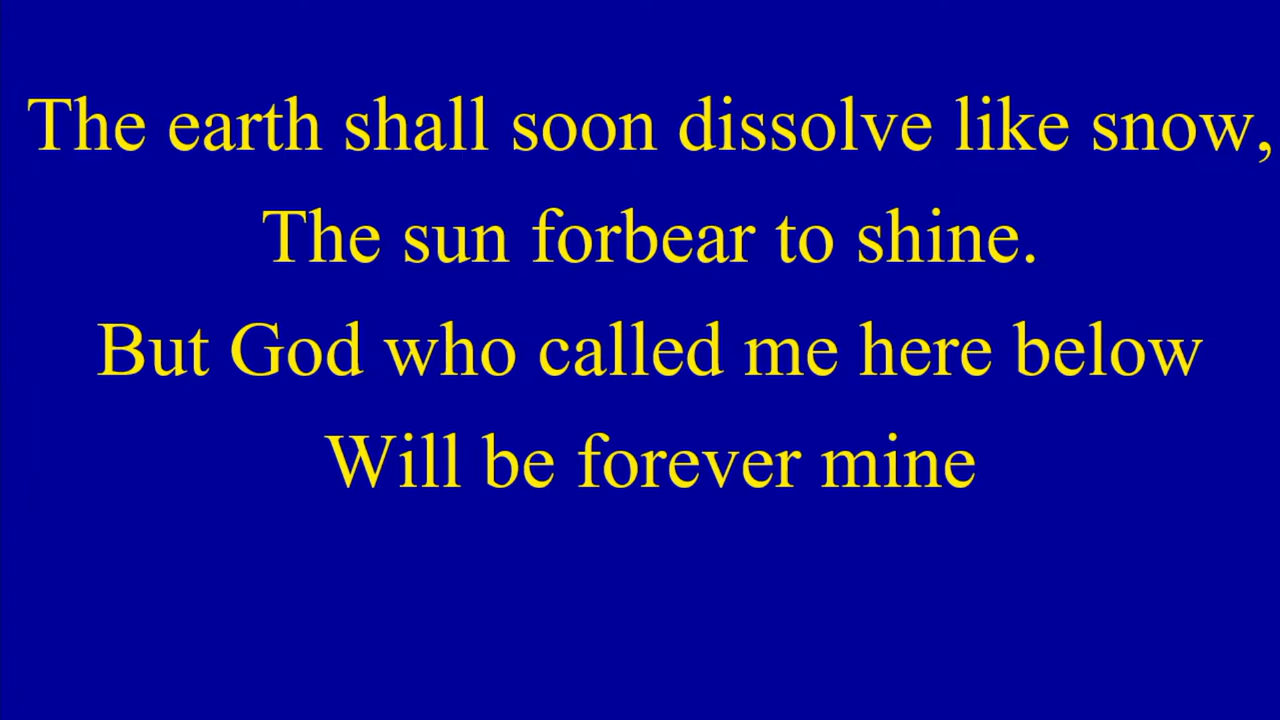 The earth shall soon dissolve like snow,
The sun forbear to shine.
But God who called me here below
Will be forever mine